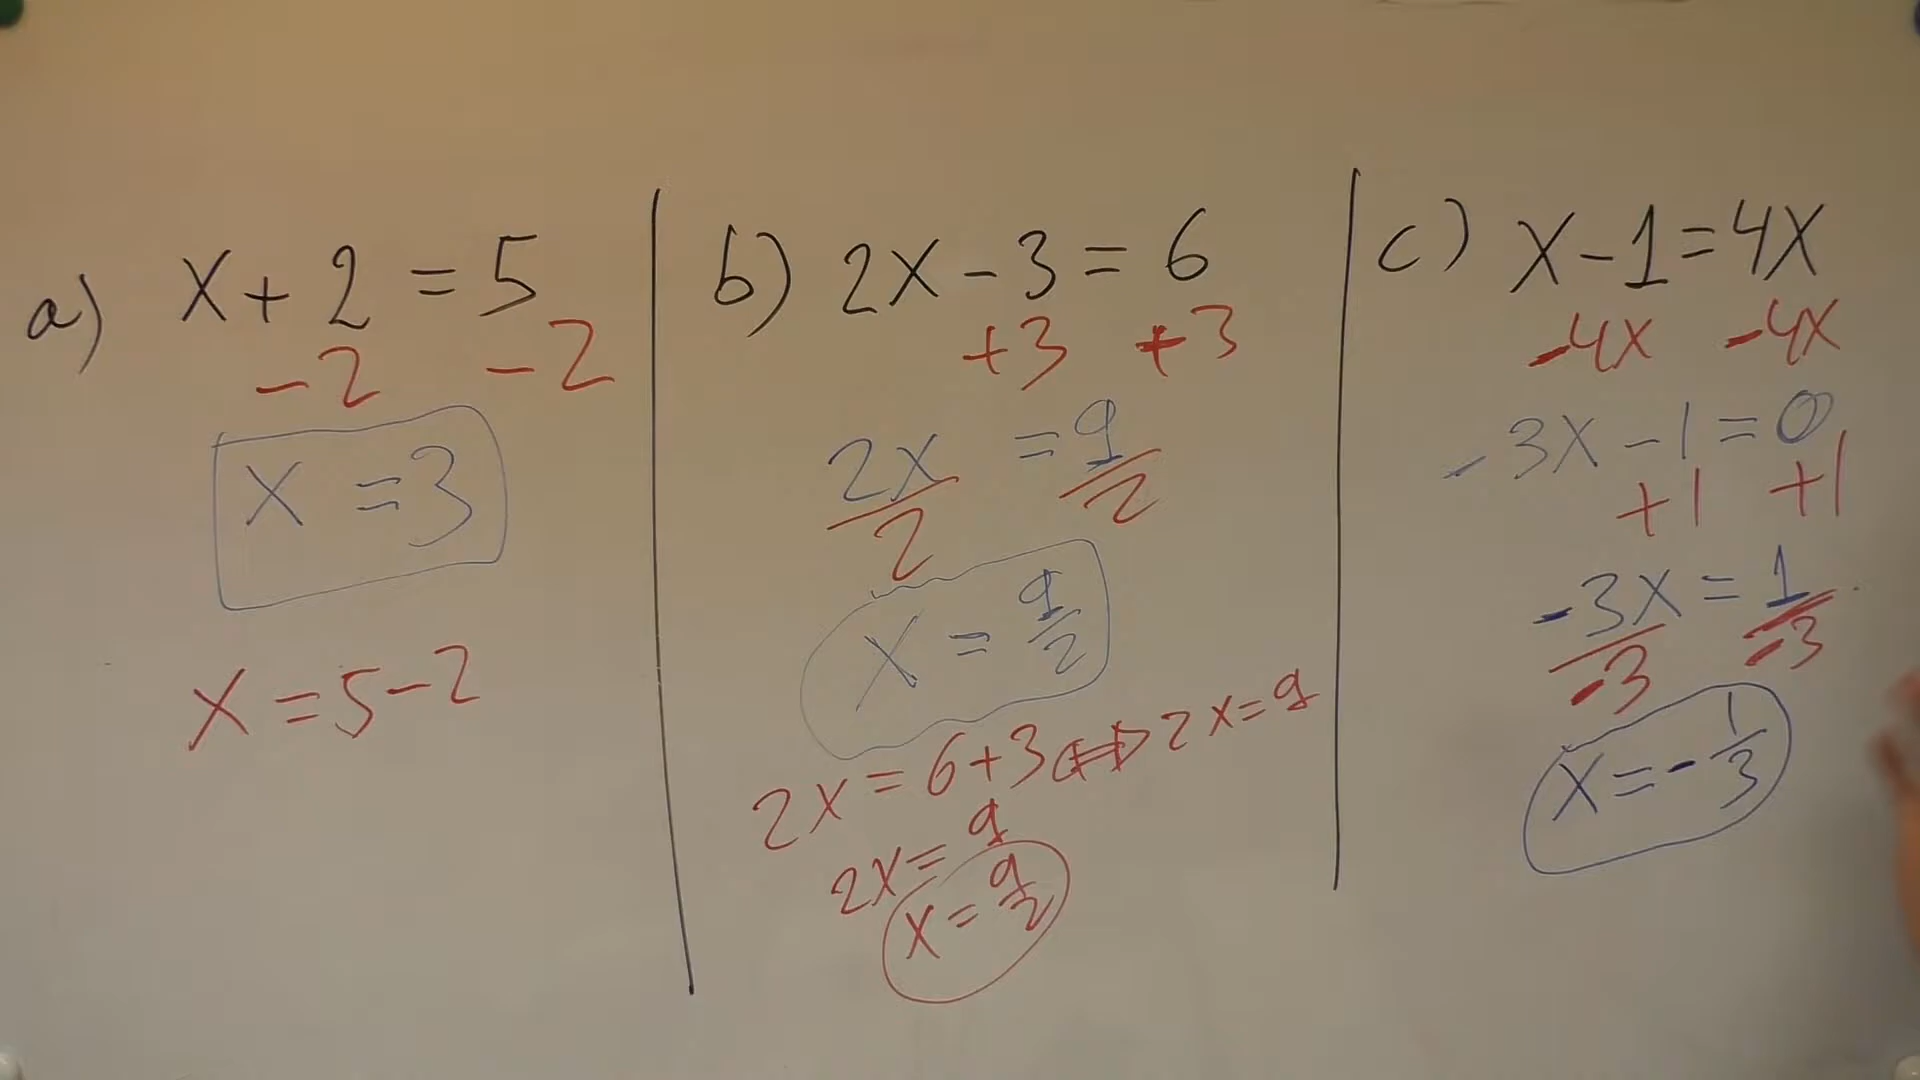 a) x + 2 = 5
-2 -2
x = 3
x = 5 - 2
b) 2x - 3 = 6
+3 +3
2x/2 = 9/2
x = 9/2
2x = 6 + 3 ⇔ 2x = 9
2x = 9
x = 9/2
c) x - 1 = 4x
-4x -4x
-3x - 1 = 0
+1 +1
-3x/-3 = 1/-3
x = -1/3